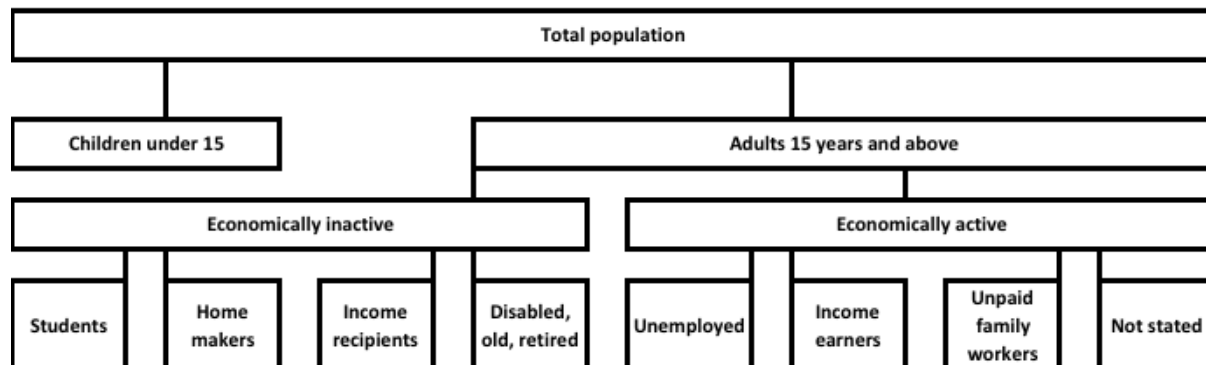 Total population
Children under 15
Adults 15 years and above
Economically inactive
Economically active
Students
Home
makers
Income
recipients
Disabled,
old, retired
Unemployed
Income
earners
Unpaid
family
workers
Not stated